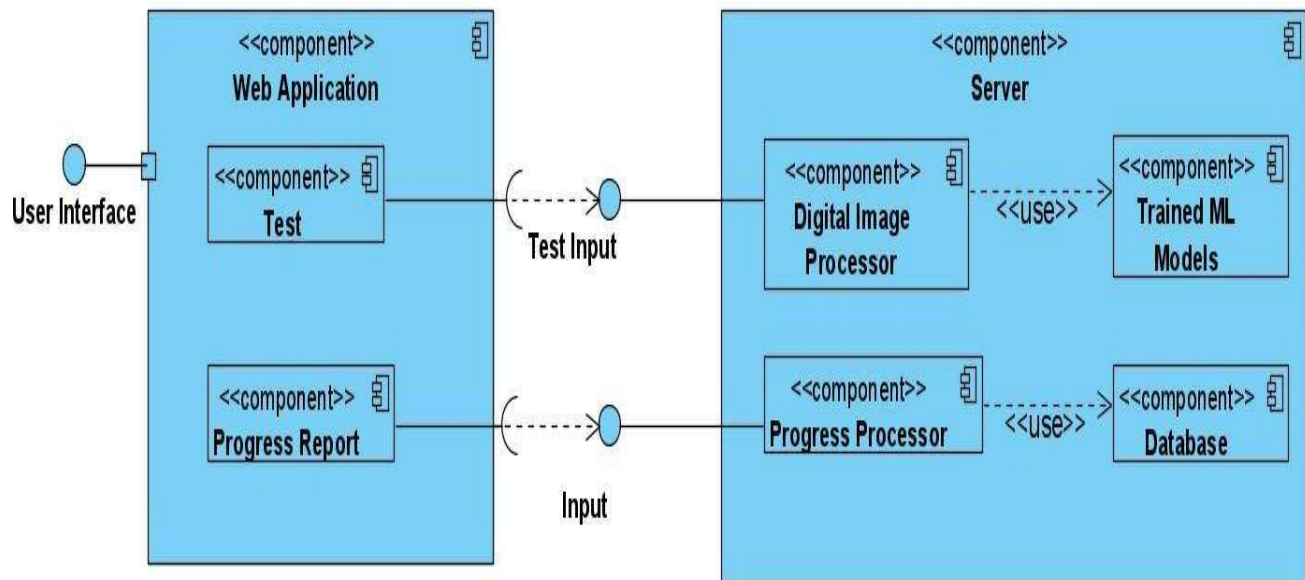 <<component>>
Web Application
<<component>>
Test
<<component>>
Progress Report
User Interface
Test Input
Input
<<component>>
Server
<<component>>
Digital Image
Processor
<<use>>
<<component>>
Trained ML
Models
<<component>>
Progress Processor
<<use>>
<<component>>
Database